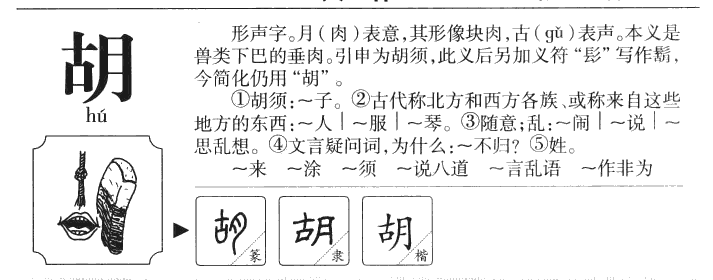 胡
hú
形声字。月(肉)表意,其形像块肉,古(gǔ)表声。本义是
兽类下巴的垂肉。引申为胡须,此义后另加义符“髟”写作鬍,
今简化仍用“胡”。
①胡须:～子。②古代称北方和西方各族、或称来自这些
地方的东西:～人｜～服｜～琴。③随意;乱:～闹｜～说｜～
思乱想。④文言疑问词,为什么:～不归？⑤姓。
～来 ～涂 ～须 ～说八道 ～言乱语 ～作非为
胡 篆
胡 隶
胡 楷